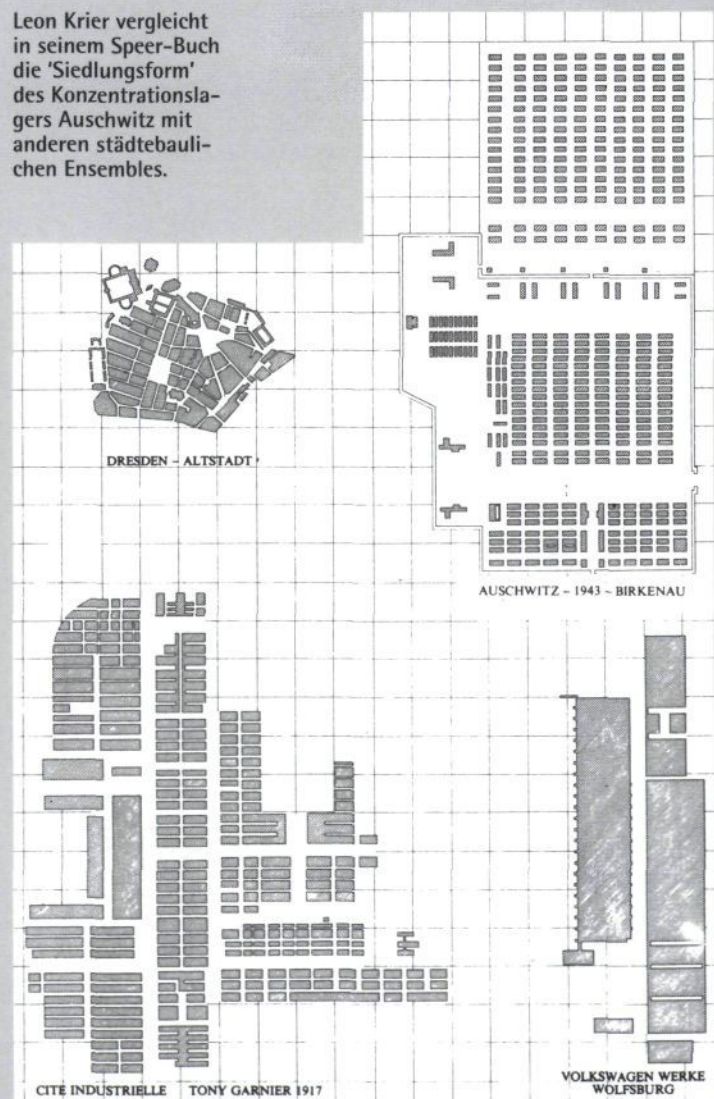 Leon Krier vergleicht
in seinem Speer-Buch
die 'Siedlungsform'
des Konzentrationsla-
gers Auschwitz mit
anderen städtebauli-
chen Ensembles.
DRESDEN – ALTSTADT
AUSCHWITZ – 1943 – BIRKENAU
CITE INDUSTRIELLE TONY GARNIER 1917
VOLKSWAGEN WERKE
WOLFSBURG